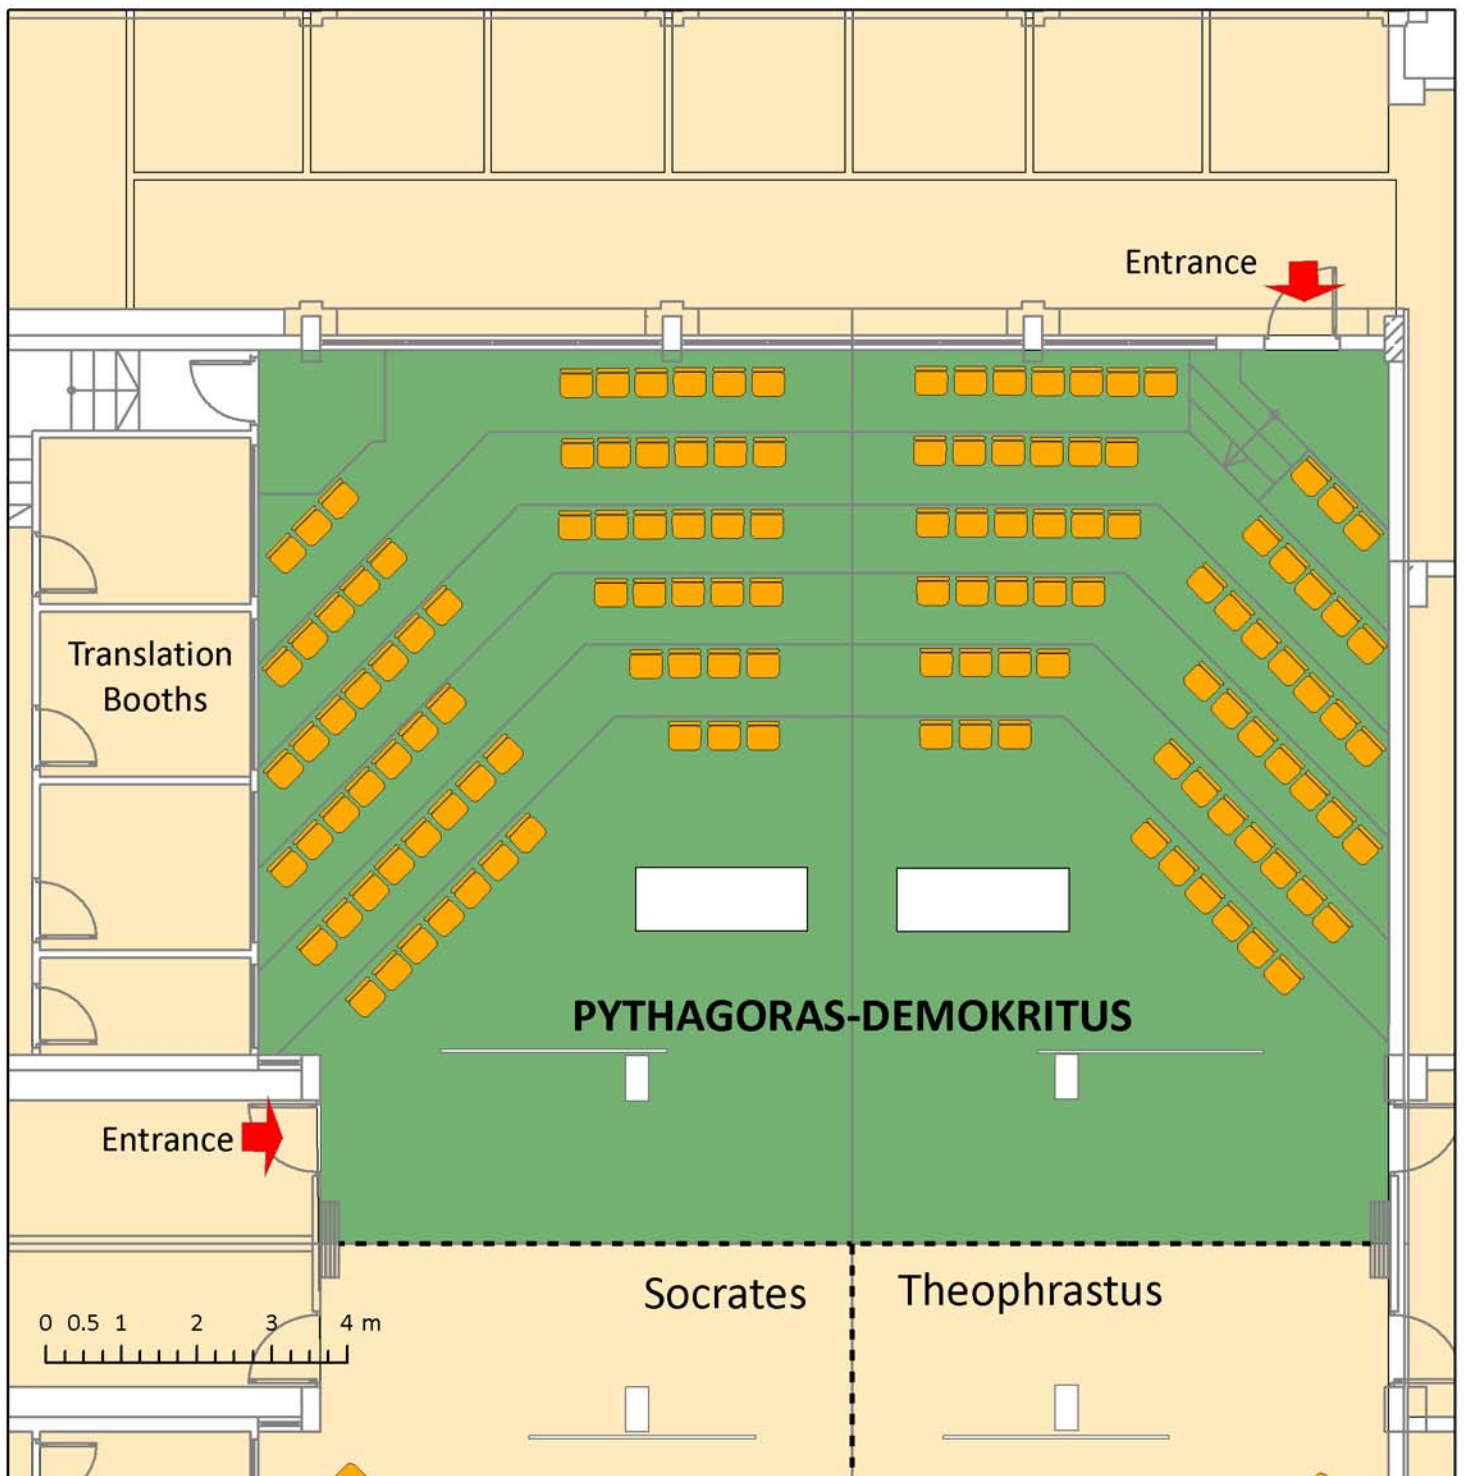 Entrance
Translation
Booths
PYTHAGORAS-DEMOKRITUS
Entrance
Socrates
Theophrastus
0 0.5 1 2 3 4 m